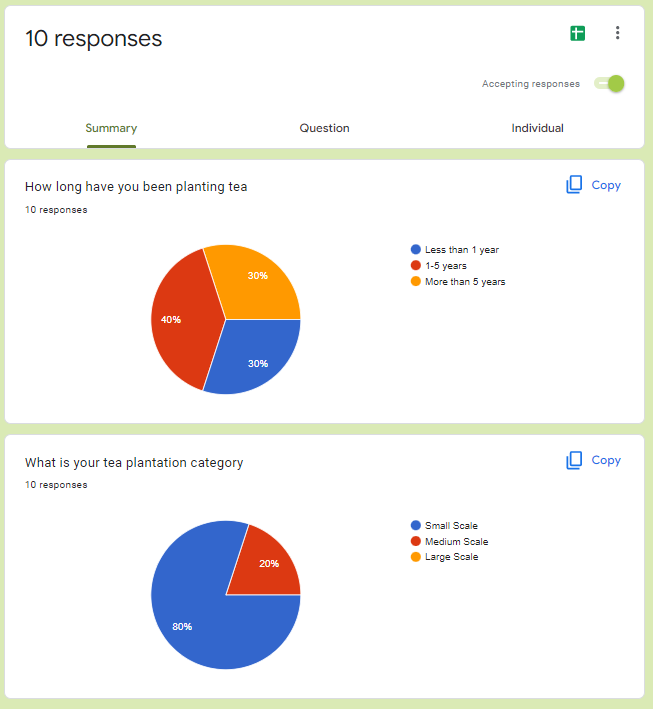 10 responses
Accepting responses
Summary
Question
Individual
How long have you been planting tea
Copy
10 responses
Less than 1 year
1-5 years
More than 5 years
30%
40%
30%
What is your tea plantation category
Copy
10 responses
Small Scale
Medium Scale
Large Scale
20%
80%